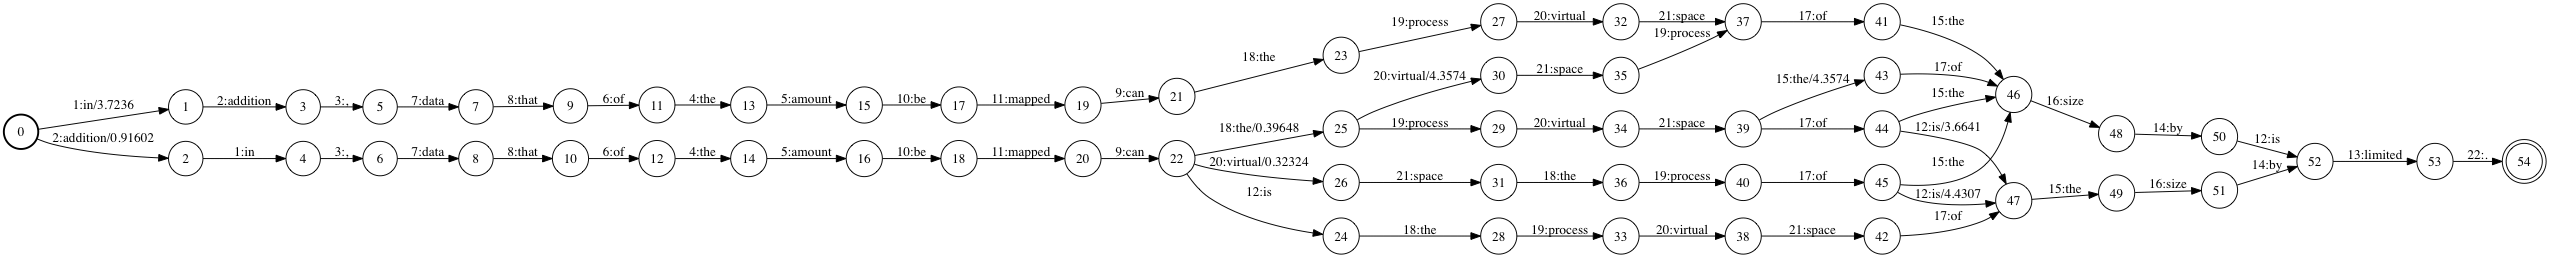 19:process 27 20:virtual 32 21:space 37 17:of 41 15:the
18:the 23 19:process
20:virtual/4.3574 30 21:space 35 15:the/4.3574 43 17:of 46 16:size
1:in/3.7236 1 2:addition 3 3:, 5 7:data 7 8:that 9 6:of 11 4:the 13 5:amount 15 10:be 17 11:mapped 19 9:can 21
0 2:addition/0.91602 18:the/0.39648 25 19:process 29 20:virtual 34 21:space 39 17:of 44 15:the 12:is/3.6641 48 14:by 50 12:is
2 1:in 4 3:, 6 7:data 8 8:that 10 6:of 12 4:the 14 5:amount 16 10:be 18 11:mapped 20 9:can 22 52 13:limited 53 22:. 54
20:virtual/0.32324 26 21:space 31 18:the 36 19:process 40 17:of 45 15:the 14:by
12:is 12:is/4.4307 47 15:the 49 16:size 51
24 18:the 28 19:process 33 20:virtual 38 21:space 42 17:of